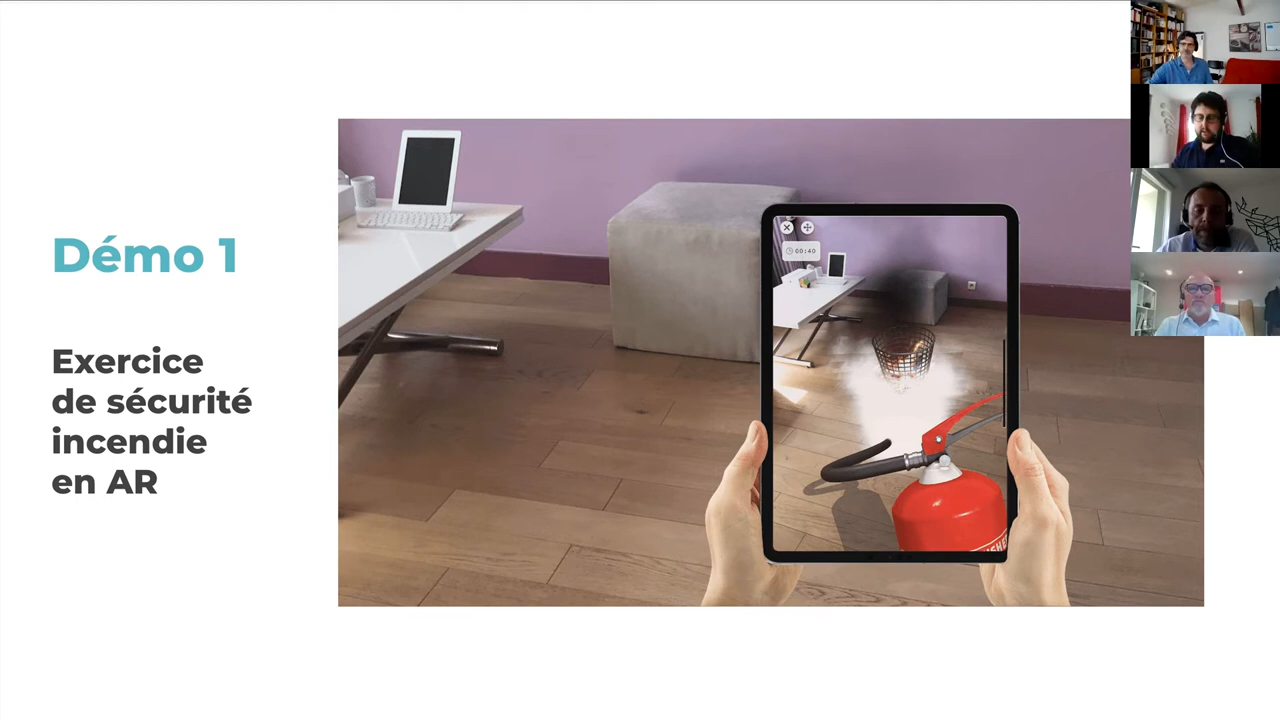 Démo 1
Exercice
de sécurité
incendie
en AR
00:40